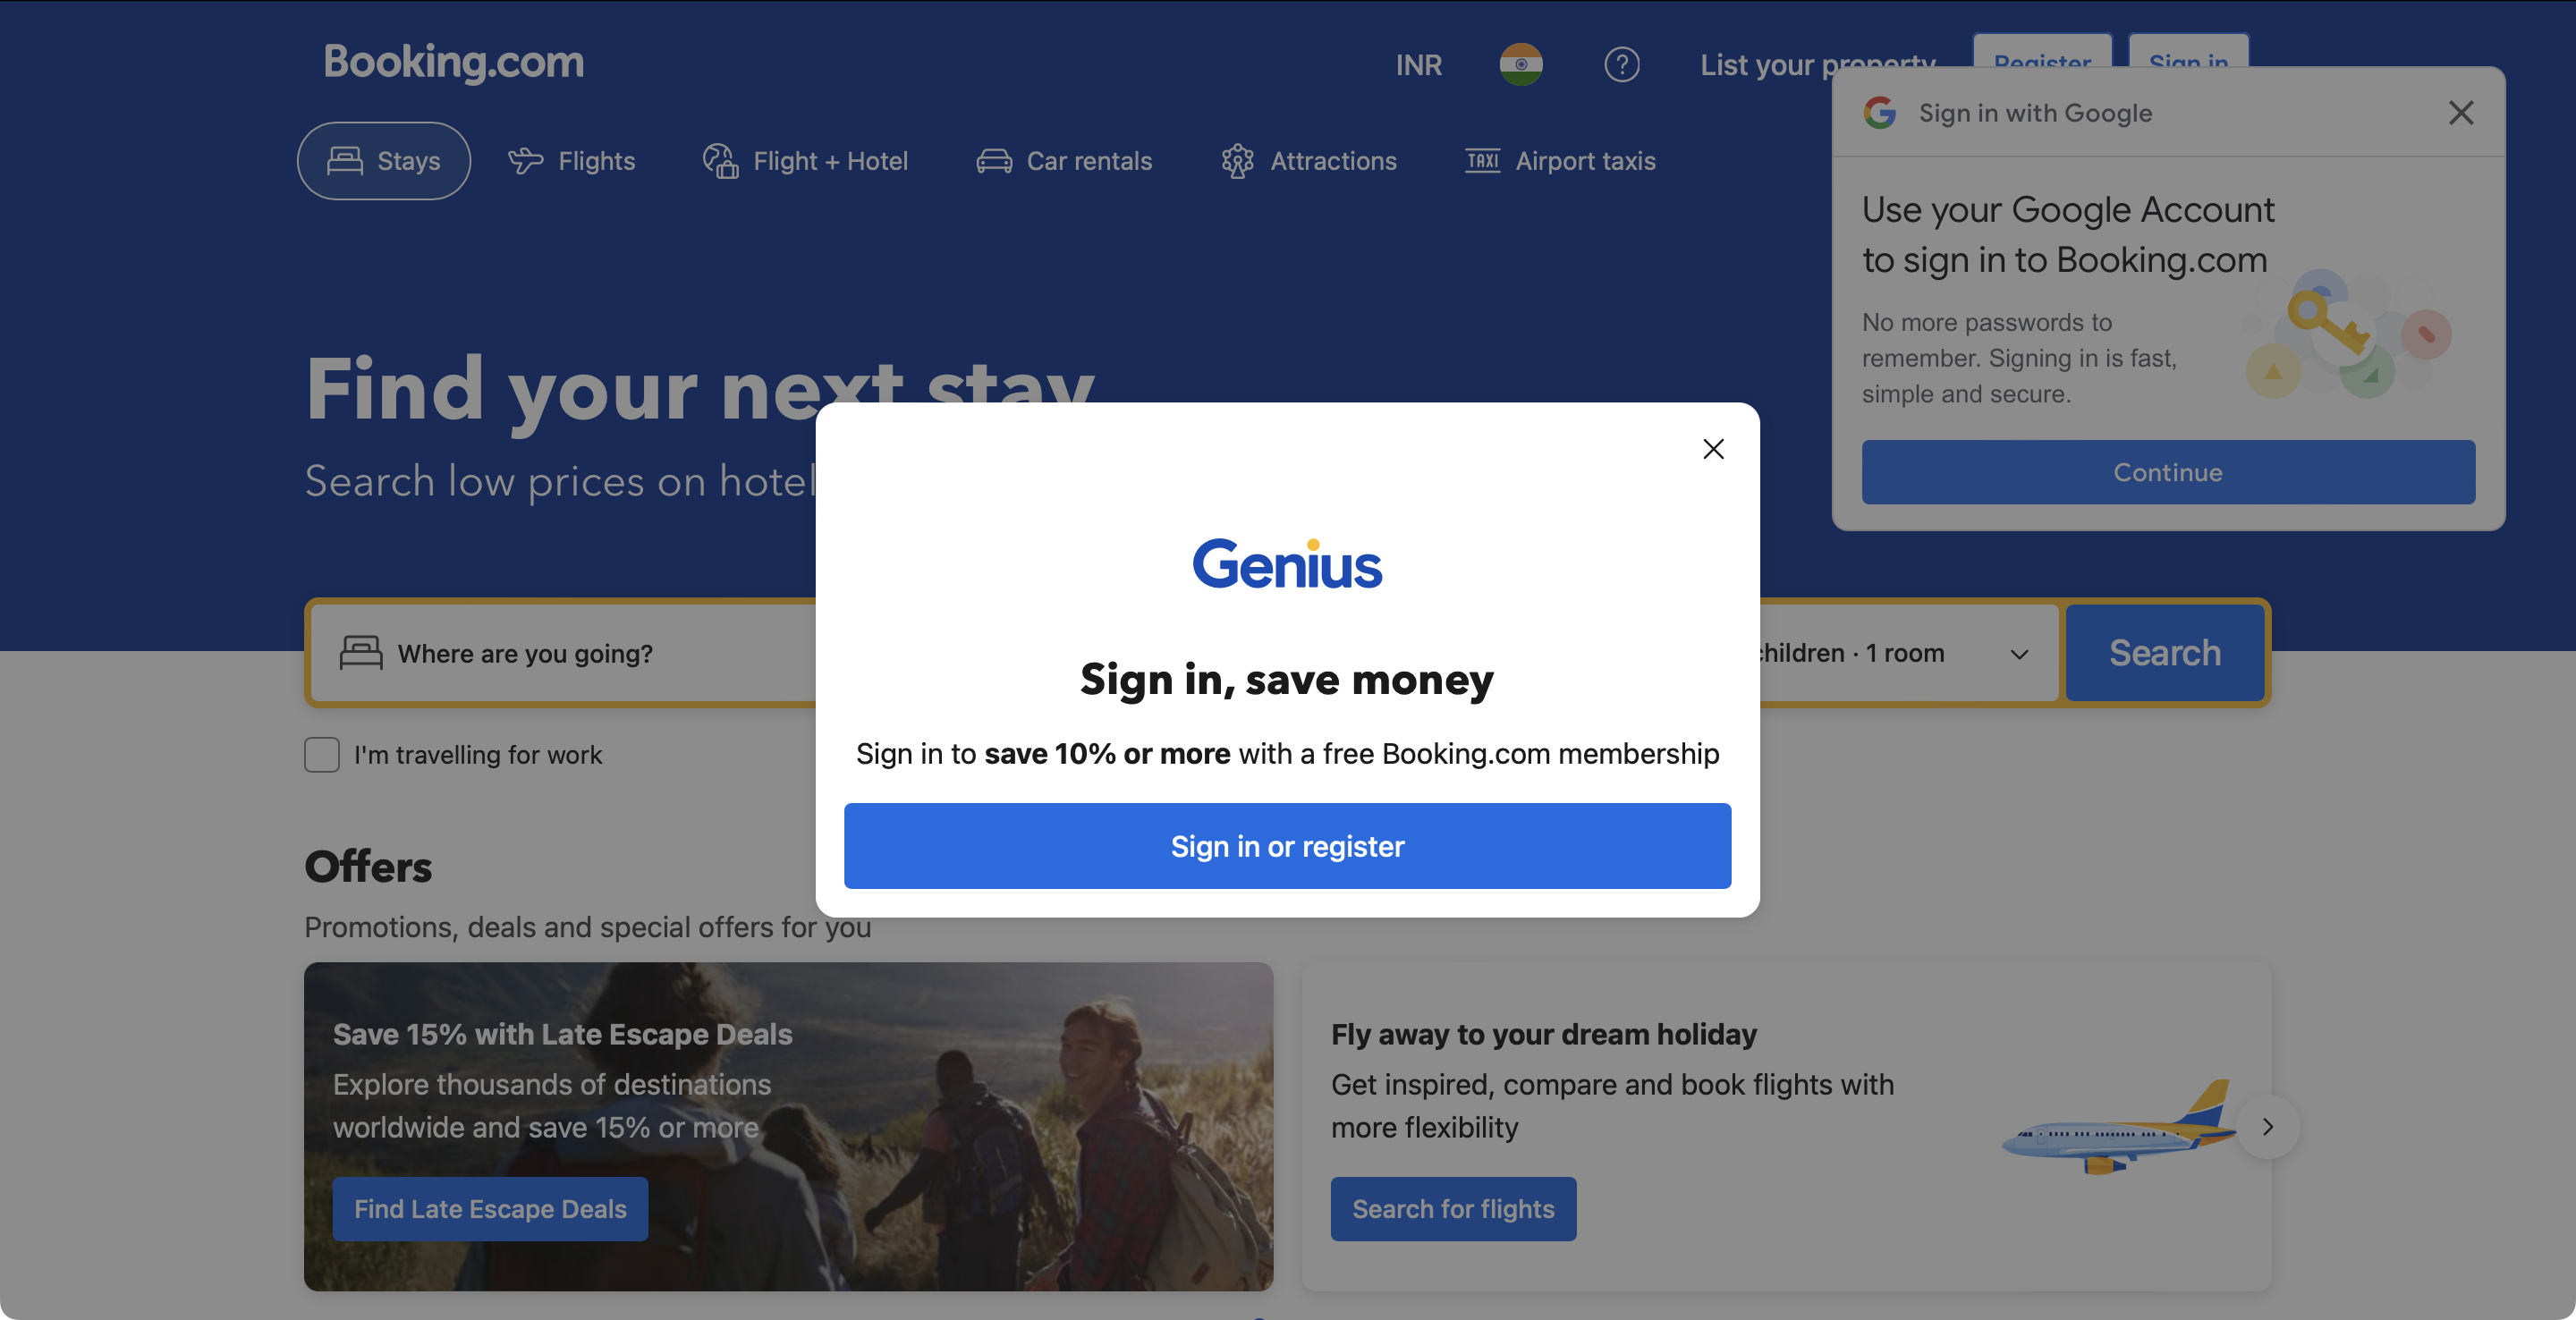 Booking.com
INR
List your property
Register
Sign in
Stays
Flights
Flight + Hotel
Car rentals
Attractions
TAXI
Airport taxis
Sign in with Google
Use your Google Account
to sign in to Booking.com
No more passwords to
remember. Signing in is fast,
simple and secure.
Continue
Find your next stay
Search low prices on hotel
Genius
Sign in, save money
Sign in to save 10% or more with a free Booking.com membership
Sign in or register
Where are you going?
children · 1 room
Search
I'm travelling for work
Offers
Promotions, deals and special offers for you
Save 15% with Late Escape Deals
Explore thousands of destinations
worldwide and save 15% or more
Find Late Escape Deals
Fly away to your dream holiday
Get inspired, compare and book flights with
more flexibility
Search for flights